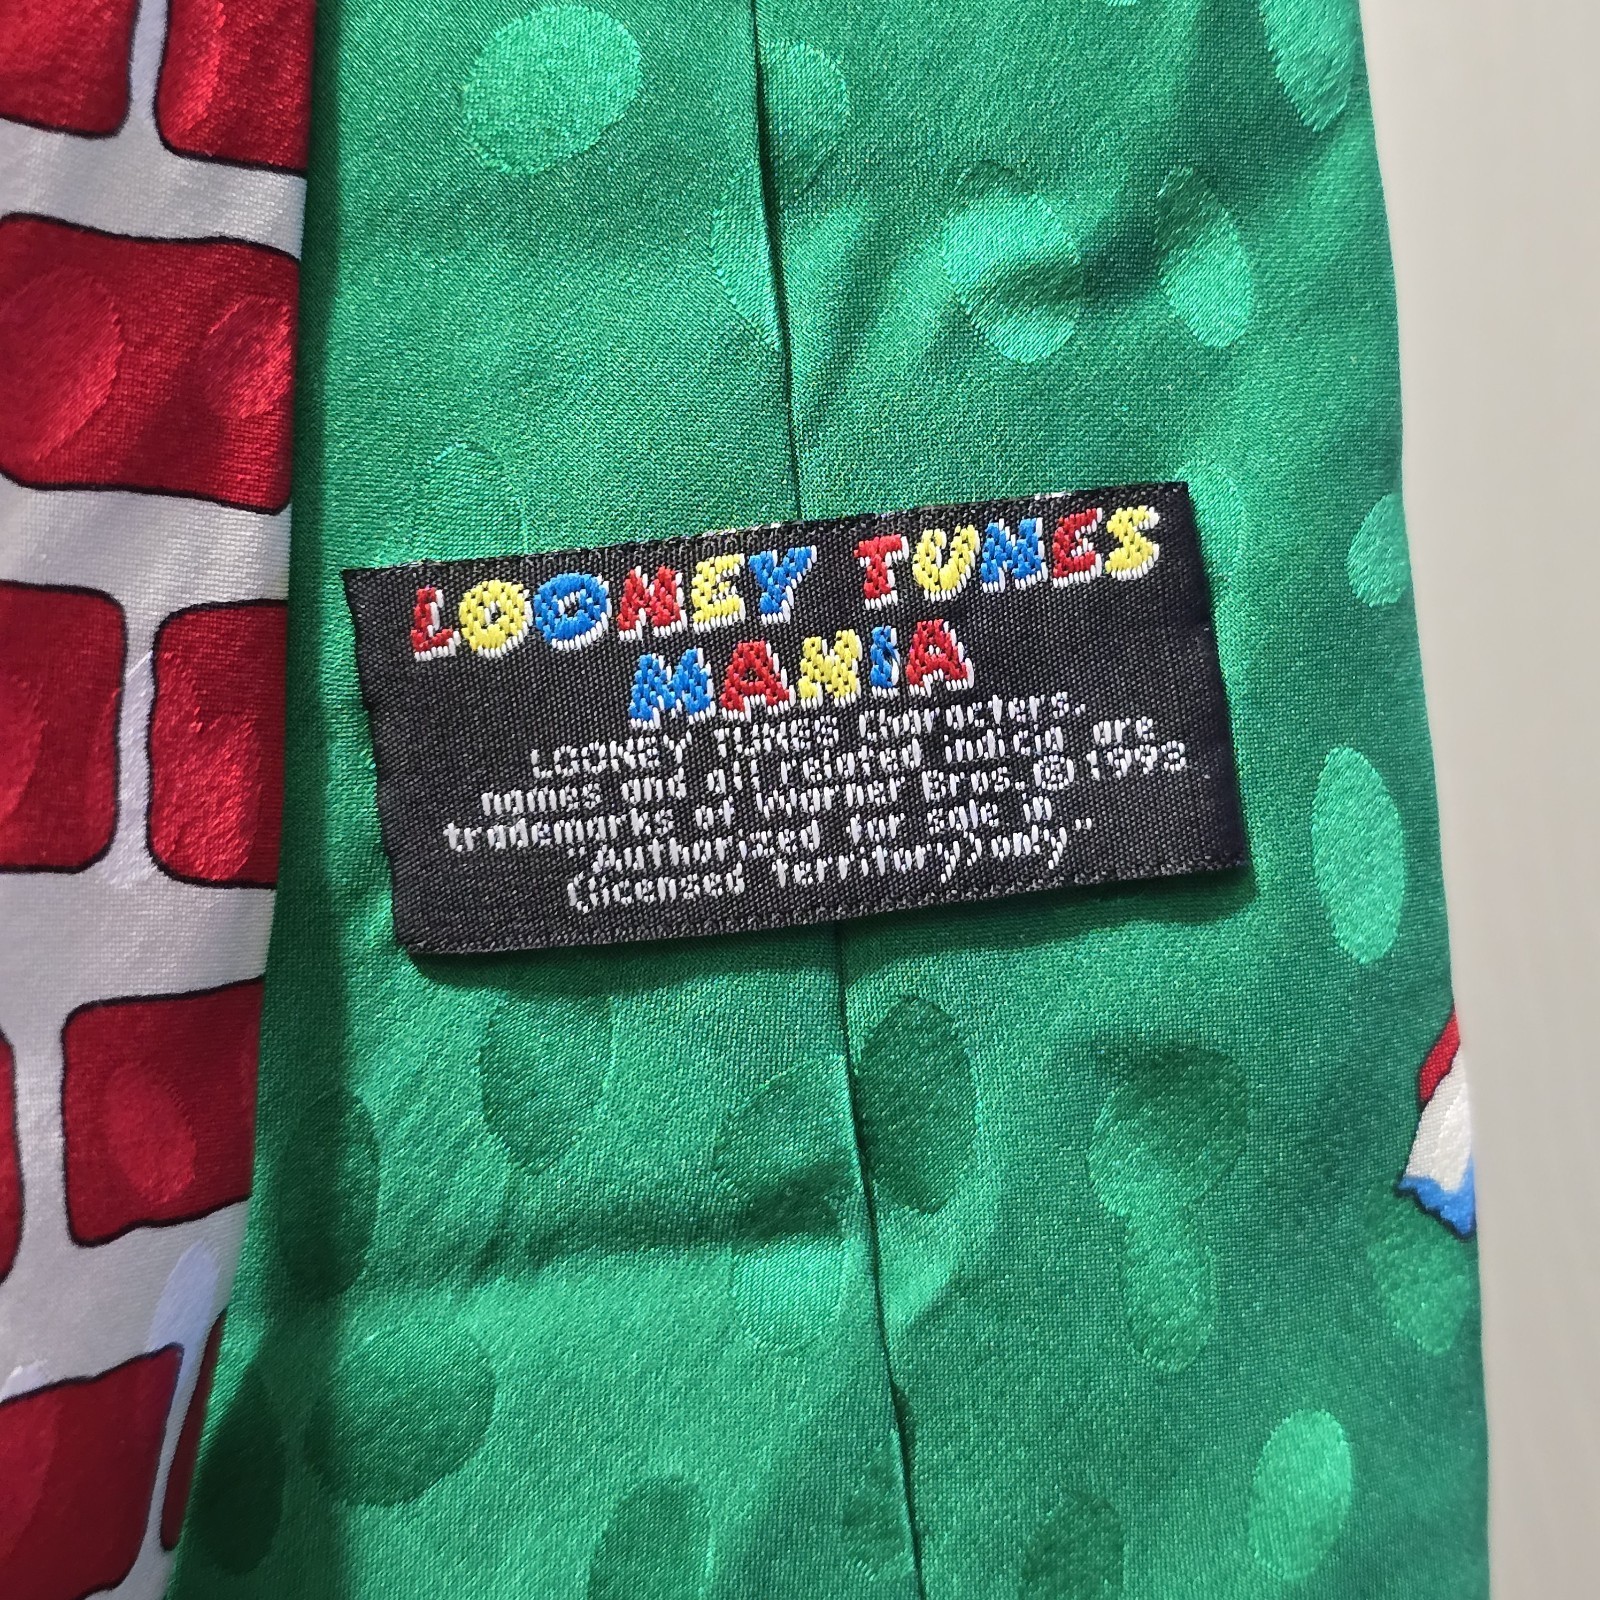 LOONEY TUNES
MANIA
LOONEY TUNES Characters,
names and all related indicia are
trademarks of Warner Bros.© 1993
"Authorized for sale in
(licensed territory) only"